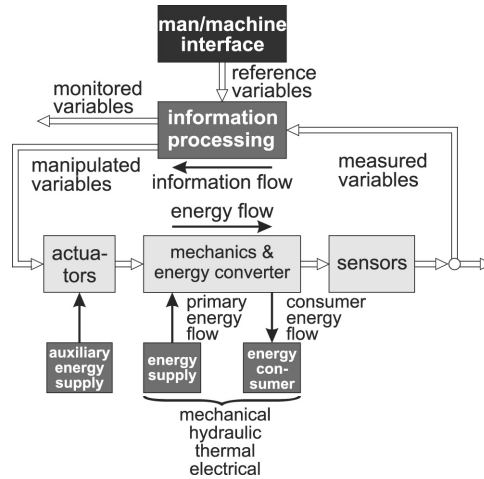 man/machine
interface
reference
variables
monitored
variables
information
processing
manipulated
variables
information flow
measured
variables
energy flow
actua-
tors
mechanics &
energy converter
sensors
primary
energy
flow
consumer
energy
flow
auxiliary
energy
supply
energy
supply
energy
con-
sumer
mechanical
hydraulic
thermal
electrical